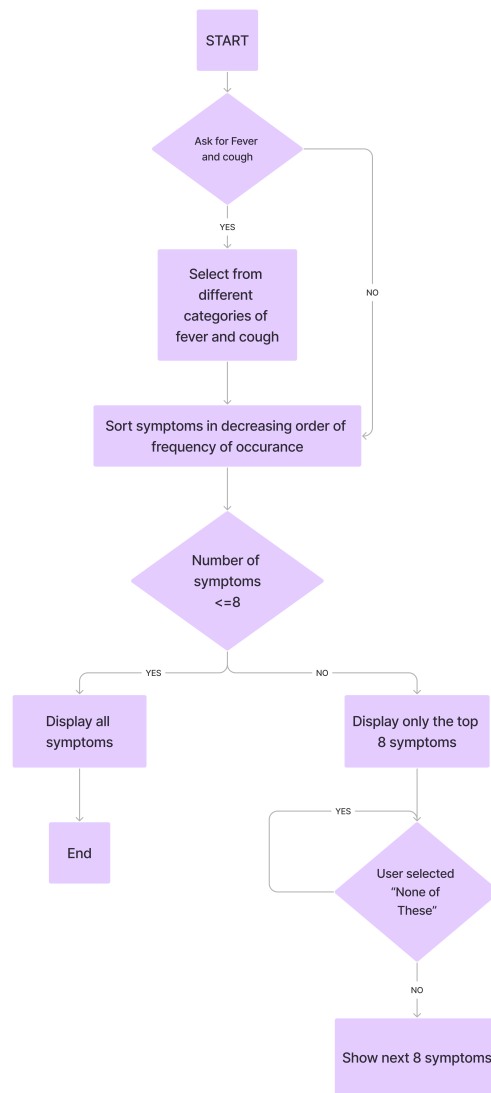 START
Ask for Fever
and cough
YES
Select from
different
categories of
fever and cough
NO
Sort symptoms in decreasing order of
frequency of occurance
Number of
symptoms
<=8
YES
NO
Display all
symptoms
Display only the top
8 symptoms
End
YES
User selected
“None of
These”
NO
Show next 8 symptoms